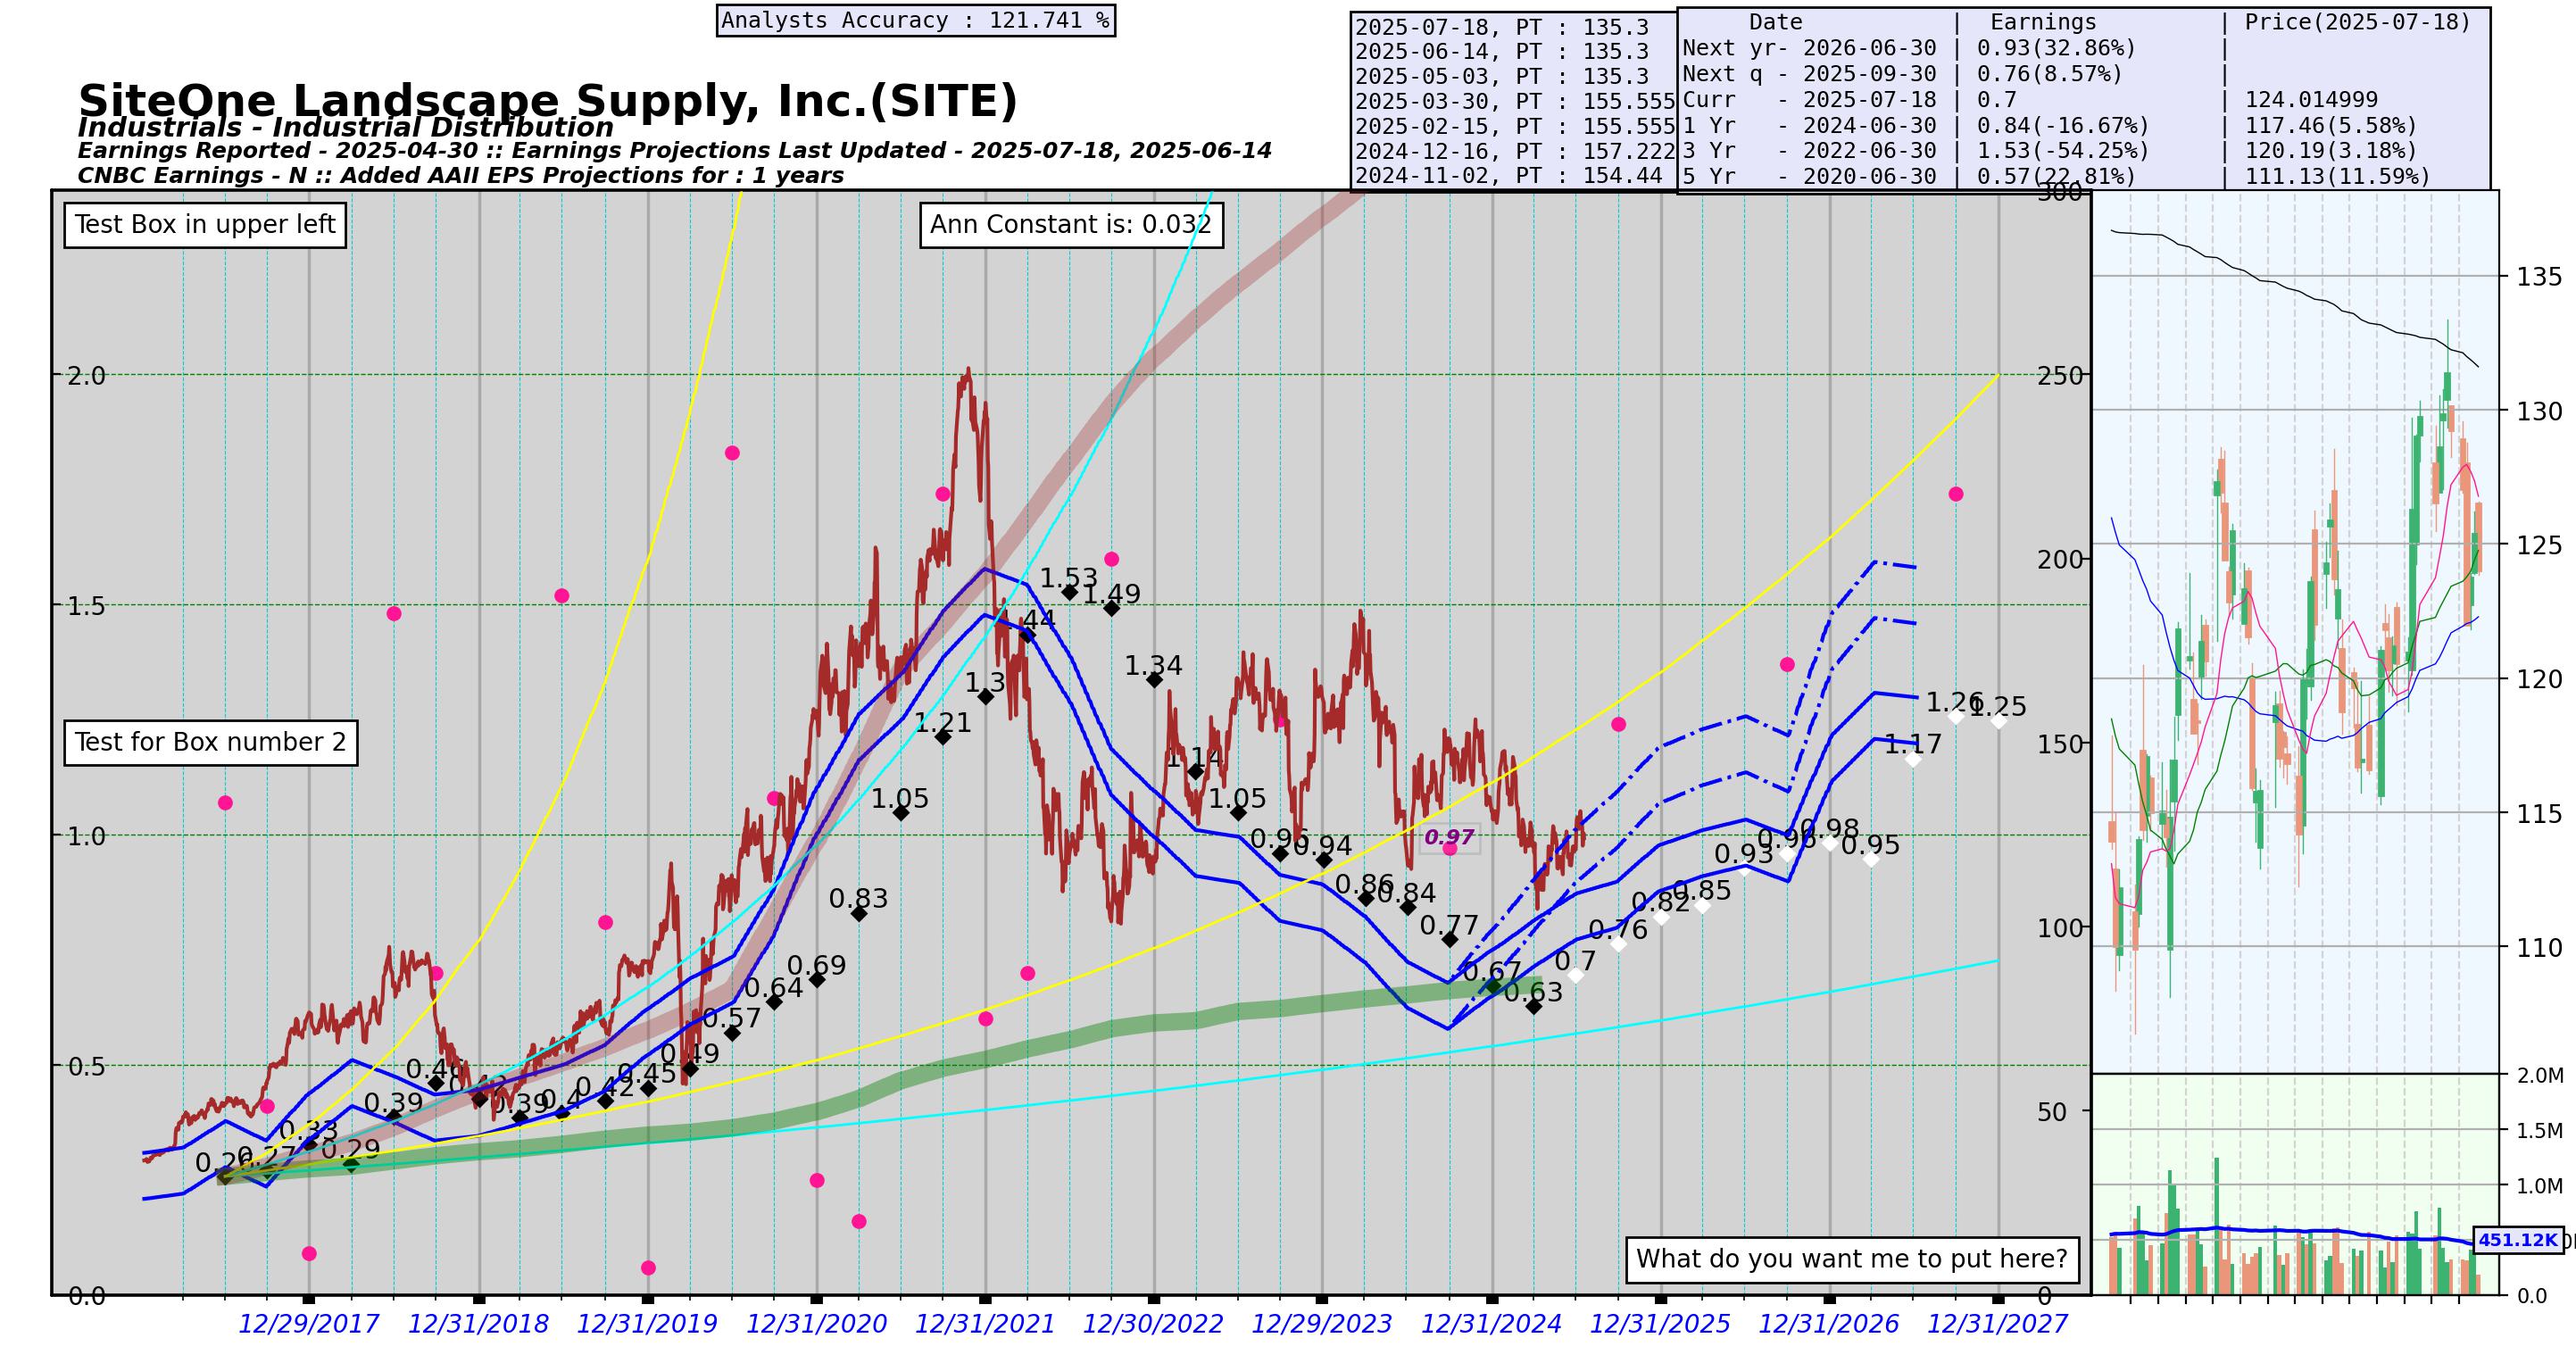 Analysts Accuracy : 121.741 %
2025-07-18, PT : 135.3
2025-06-14, PT : 135.3
2025-05-03, PT : 135.3
2025-03-30, PT : 155.555
2025-02-15, PT : 155.555
2024-12-16, PT : 157.222
2024-11-02, PT : 154.44
Date | Earnings | Price(2025-07-18)
Next yr- 2026-06-30 | 0.93(32.86%) |
Next q - 2025-09-30 | 0.76(8.57%) |
Curr - 2025-07-18 | 0.7 | 124.014999
1 Yr - 2024-06-30 | 0.84(-16.67%) | 117.46(5.58%)
3 Yr - 2022-06-30 | 1.53(-54.25%) | 120.19(3.18%)
5 Yr - 2020-06-30 | 0.57(22.81%) | 111.13(11.59%)
SiteOne Landscape Supply, Inc.(SITE)
Industrials - Industrial Distribution
Earnings Reported - 2025-04-30 :: Earnings Projections Last Updated - 2025-07-18, 2025-06-14
CNBC Earnings - N :: Added AAII EPS Projections for : 1 years
Test Box in upper left
Ann Constant is: 0.032
Test for Box number 2
What do you want me to put here?
2.0
1.5
1.0
0.5
0.0
300
250
200
150
100
50
0
0.26
0.27
0.33
0.29
0.39
0.46
0.39
0.4
0.42
0.45
0.49
0.57
0.64
0.69
0.83
1.05
1.21
1.3
1.53
1.49
1.34
1.14
1.05
0.96
0.94
0.86
0.84
0.77
0.97
0.67
0.63
0.7
0.76
0.82
0.85
0.93
0.96
0.98
0.95
1.17
1.26
1.25
135
130
125
120
115
110
2.0M
1.5M
1.0M
451.12K
0.0
12/29/2017
12/31/2018
12/31/2019
12/31/2020
12/31/2021
12/30/2022
12/29/2023
12/31/2024
12/31/2025
12/31/2026
12/31/2027